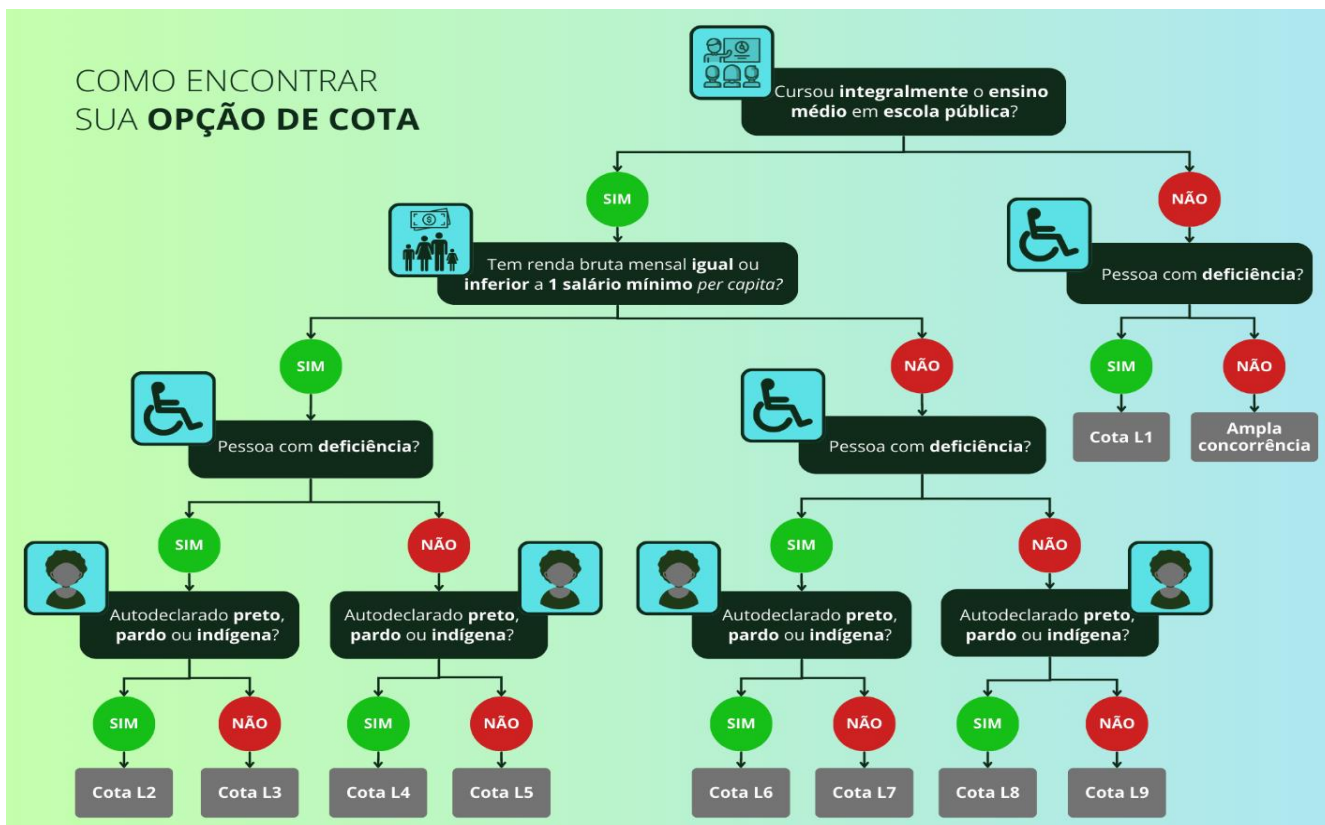 COMO ENCONTRAR
SUA OPÇÃO DE COTA
Cursou integralmente o ensino
médio em escola pública?
SIM
NÃO
Tem renda bruta mensal igual ou
inferior a 1 salário mínimo per capita?
Pessoa com deficiência?
SIM
NÃO
SIM
NÃO
Cota L1
Ampla
concorrência
Pessoa com deficiência?
Pessoa com deficiência?
SIM
NÃO
SIM
NÃO
Autodeclarado preto,
pardo ou indígena?
Autodeclarado preto,
pardo ou indígena?
Autodeclarado preto,
pardo ou indígena?
Autodeclarado preto,
pardo ou indígena?
SIM
NÃO
SIM
NÃO
SIM
NÃO
SIM
NÃO
Cota L2
Cota L3
Cota L4
Cota L5
Cota L6
Cota L7
Cota L8
Cota L9